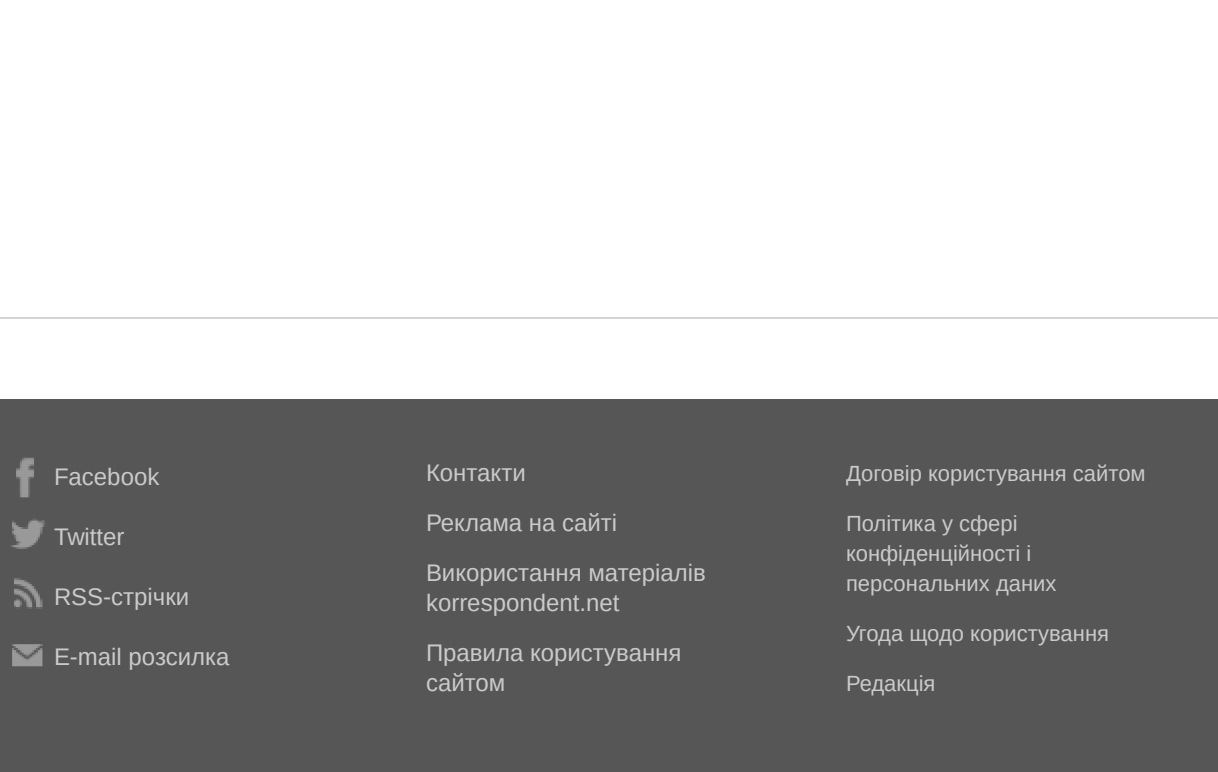 Facebook
Twitter
RSS-стрічки
E-mail розсилка
Контакти
Реклама на сайті
Використання матеріалів
korrespondent.net
Правила користування
сайтом
Договір користування сайтом
Політика у сфері
конфіденційності і
персональних даних
Угода щодо користування
Редакція